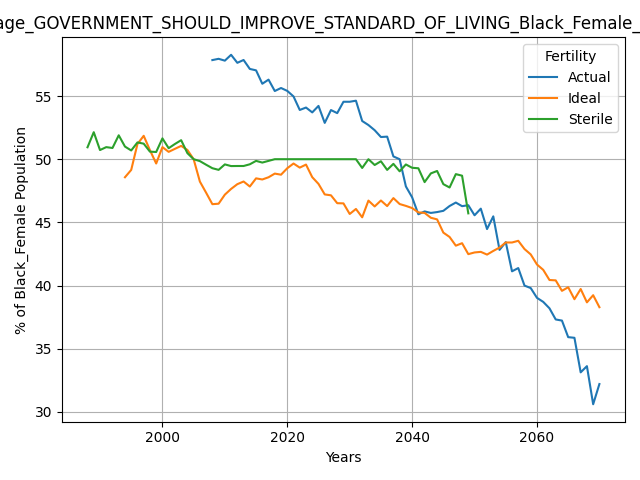 age_GOVERNMENT_SHOULD_IMPROVE_STANDARD_OF_LIVING_Black_Female_
Fertility
Actual
Ideal
Sterile
% of Black_Female Population
55
50
45
40
35
30
2000
2020
2040
2060
Years